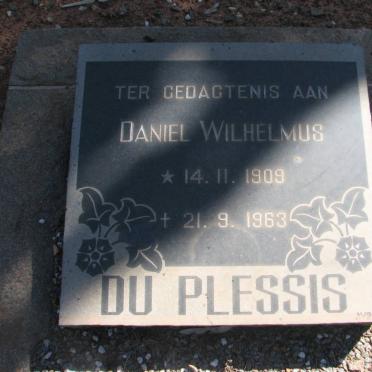 TER GEDAGTENIS AAN
DANIEL WILHELMUS
★ 14.11.1909
✝ 21.9.1963
DU PLESSIS